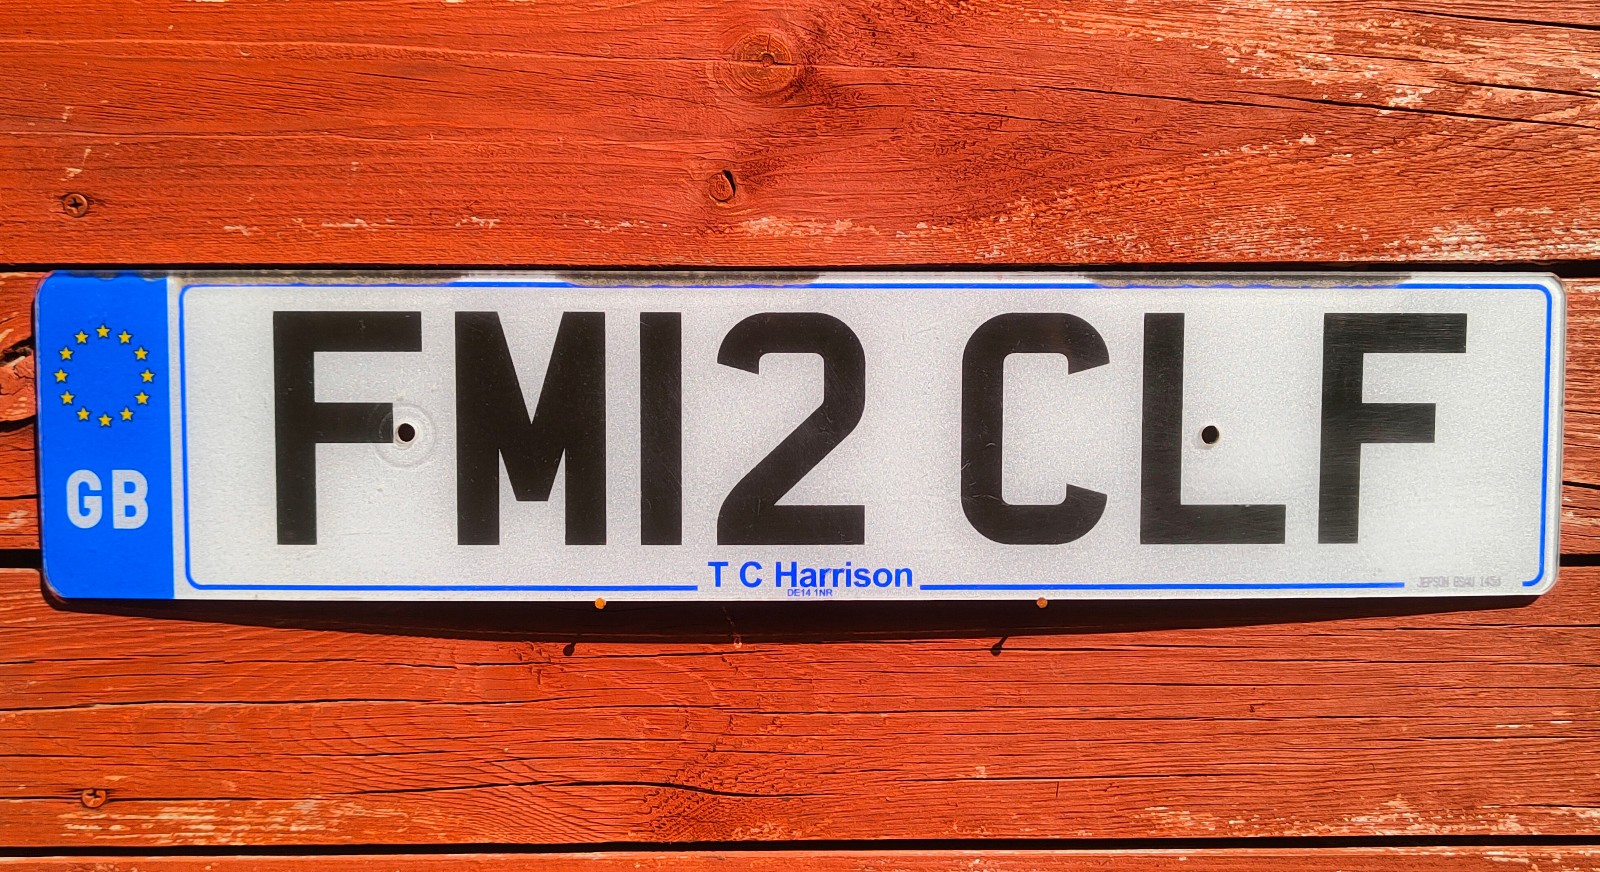 GB
FM12 CLF
T C Harrison
DE14 1NR